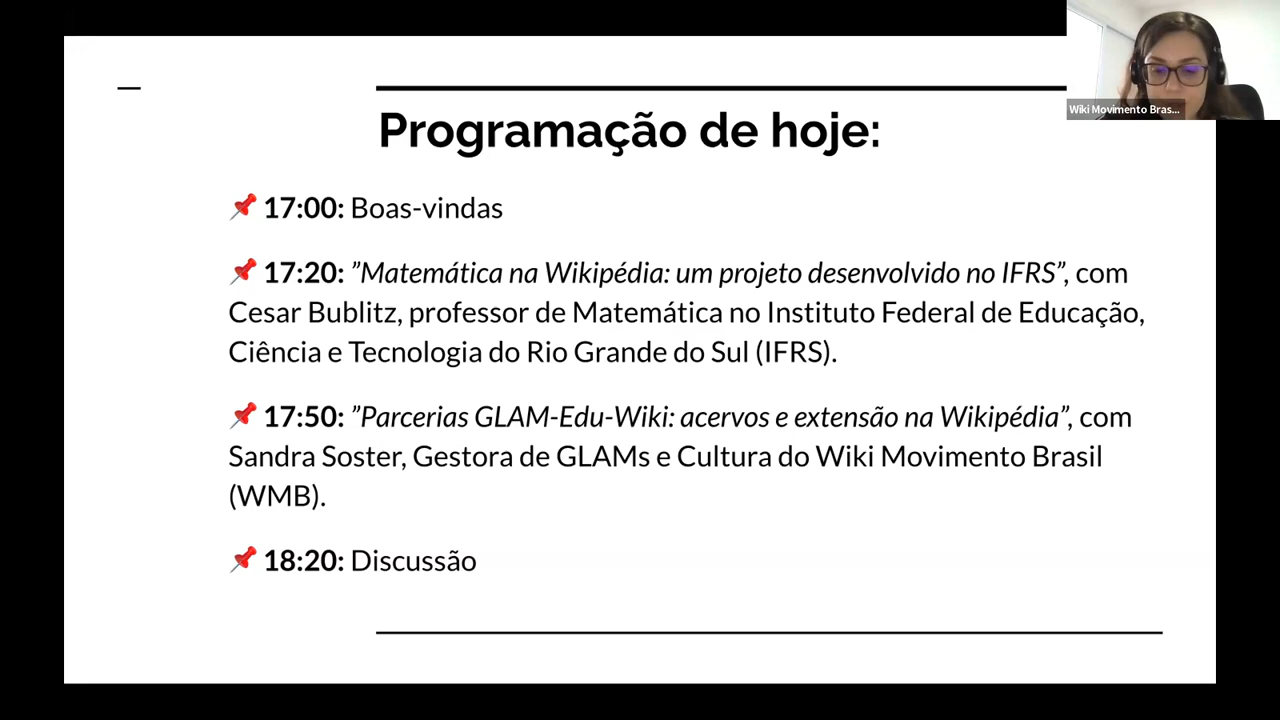 Programação de hoje:
📌 17:00: Boas-vindas
📌 17:20: ”Matemática na Wikipédia: um projeto desenvolvido no IFRS”, com
Cesar Bublitz, professor de Matemática no Instituto Federal de Educação,
Ciência e Tecnologia do Rio Grande do Sul (IFRS).
📌 17:50: ”Parcerias GLAM-Edu-Wiki: acervos e extensão na Wikipédia”, com
Sandra Soster, Gestora de GLAMs e Cultura do Wiki Movimento Brasil
(WMB).
📌 18:20: Discussão
Wiki Movimento Bras...